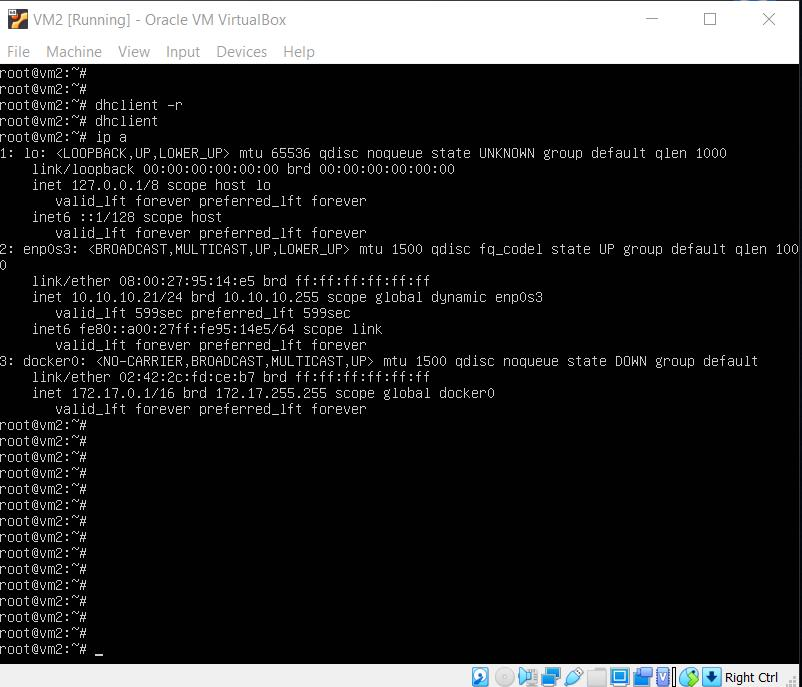 VM2 [Running] - Oracle VM VirtualBox
File Machine View Input Devices Help
root@vm2:~#
root@vm2:~#
root@vm2:~# dhclient -r
root@vm2:~# dhclient
root@vm2:~# ip a
1: lo: <LOOPBACK,UP,LOWER_UP> mtu 65536 qdisc noqueue state UNKNOWN group default qlen 1000
    link/loopback 00:00:00:00:00:00 brd 00:00:00:00:00:00
    inet 127.0.0.1/8 scope host lo
       valid_lft forever preferred_lft forever
    inet6 ::1/128 scope host
       valid_lft forever preferred_lft forever
2: enp0s3: <BROADCAST,MULTICAST,UP,LOWER_UP> mtu 1500 qdisc fq_codel state UP group default qlen 100
0
    link/ether 08:00:27:95:14:e5 brd ff:ff:ff:ff:ff:ff
    inet 10.10.10.21/24 brd 10.10.10.255 scope global dynamic enp0s3
       valid_lft 599sec preferred_lft 599sec
    inet6 fe80::a00:27ff:fe95:14e5/64 scope link
       valid_lft forever preferred_lft forever
3: docker0: <NO-CARRIER,BROADCAST,MULTICAST,UP> mtu 1500 qdisc noqueue state DOWN group default
    link/ether 02:42:2c:fd:ce:b7 brd ff:ff:ff:ff:ff:ff
    inet 172.17.0.1/16 brd 172.17.255.255 scope global docker0
       valid_lft forever preferred_lft forever
root@vm2:~#
root@vm2:~#
root@vm2:~#
root@vm2:~#
root@vm2:~#
root@vm2:~#
root@vm2:~#
root@vm2:~#
root@vm2:~#
root@vm2:~#
root@vm2:~#
root@vm2:~#
root@vm2:~#
root@vm2:~#
root@vm2:~# _
Right Ctrl